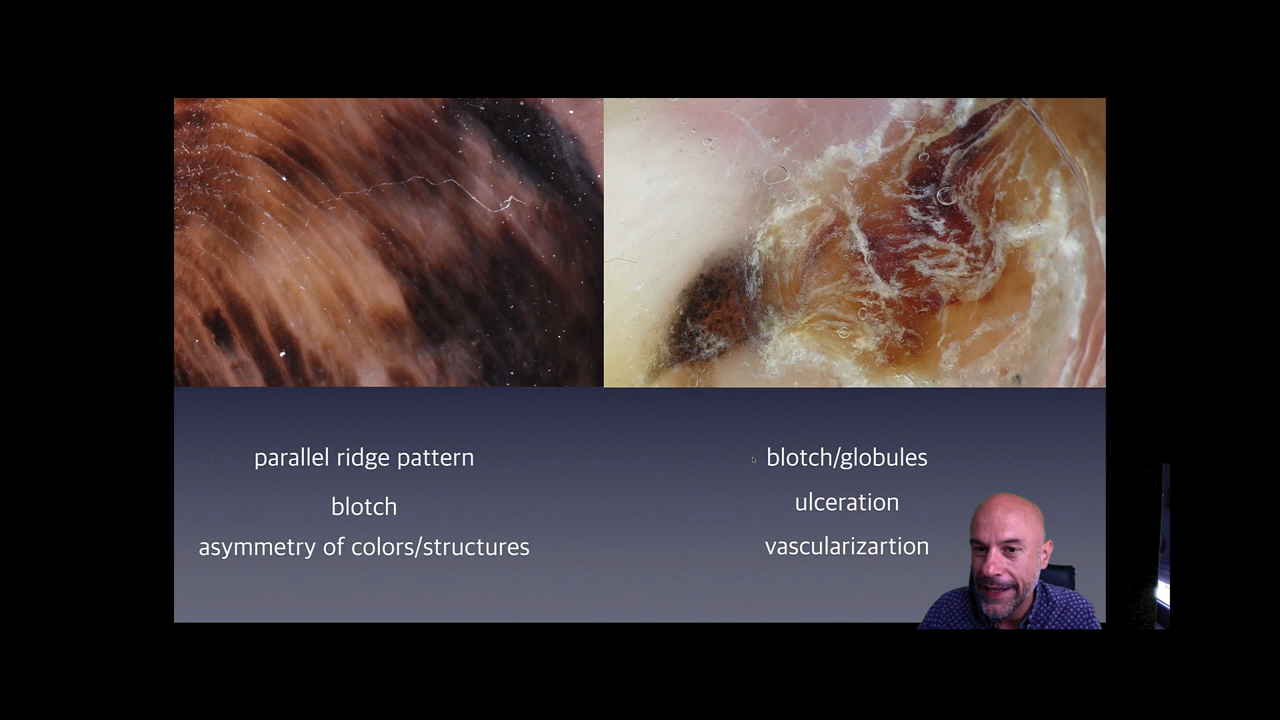 parallel ridge pattern
blotch
asymmetry of colors/structures
blotch/globules
ulceration
vascularizartion